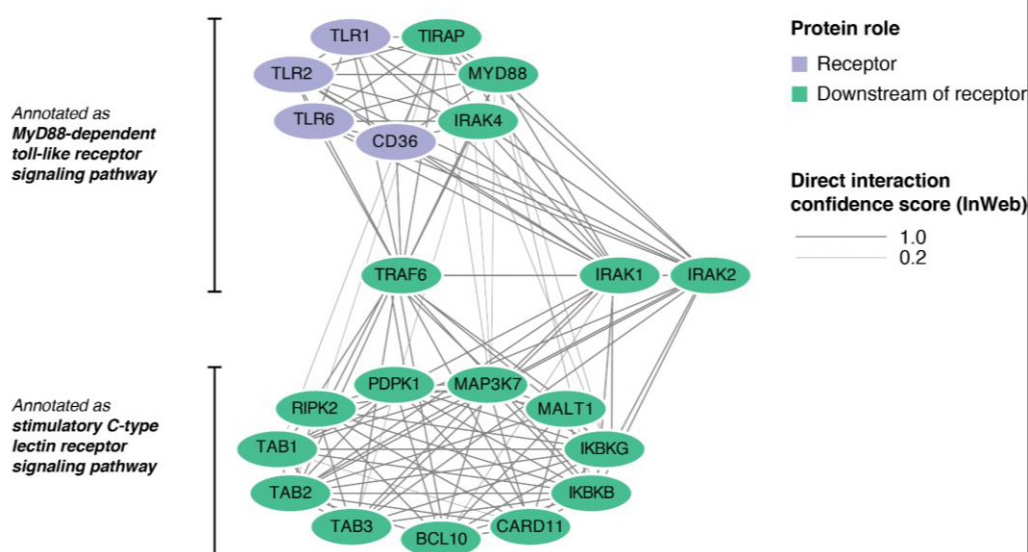 TLR1
TIRAP
TLR2
MYD88
TLR6
IRAK4
CD36
Annotated as
MyD88-dependent
toll-like receptor
signaling pathway
TRAF6
IRAK1
IRAK2
PDPK1
MAP3K7
RIPK2
MALT1
TAB1
IKBKG
TAB2
IKBKB
TAB3
CARD11
BCL10
Annotated as
stimulatory C-type
lectin receptor
signaling pathway
Protein role
Receptor
Downstream of receptor
Direct interaction
confidence score (InWeb)
1.0
0.2